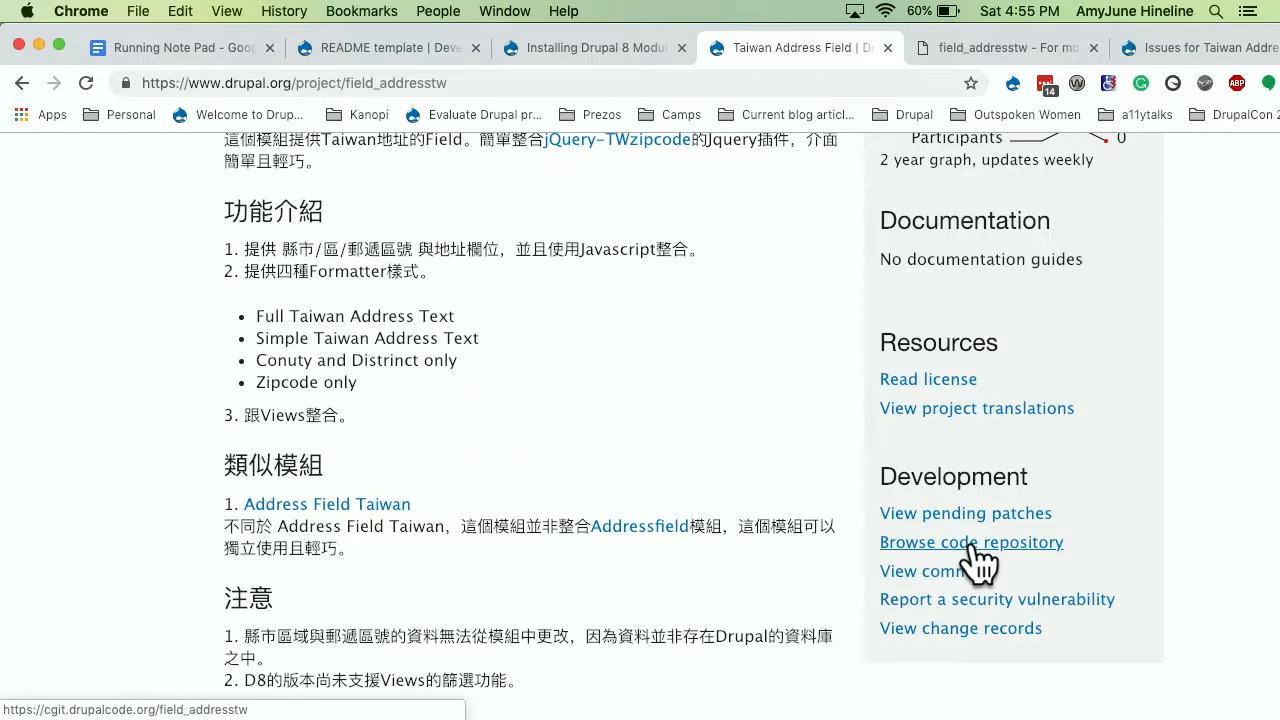 Chrome File Edit View History Bookmarks People Window Help 60% Sat 4:55 PM AmyJune Hineline
Running Note Pad - Goo
README template | Deve
Installing Drupal 8 Modul
Taiwan Address Field | D
field_addresstw - For mo
Issues for Taiwan Addre
https://www.drupal.org/project/field_addresstw
14
ABP
Apps Personal Welcome to Drup... Kanopi Evaluate Drupal pr... Prezos Camps Current blog articl... Drupal Outspoken Women a11ytalks DrupalCon 2
這個模組提供Taiwan地址的Field。簡單整合jQuery-TWzipcode的Jquery插件，介面
簡單且輕巧。
功能介紹
1. 提供 縣市/區/郵遞區號 與地址欄位，並且使用Javascript整合。
2. 提供四種Formatter樣式。
• Full Taiwan Address Text
• Simple Taiwan Address Text
• Conuty and Distrinct only
• Zipcode only
3. 跟Views整合。
類似模組
1. Address Field Taiwan
不同於 Address Field Taiwan，這個模組並非整合Addressfield模組，這個模組可以
獨立使用且輕巧。
注意
1. 縣市區域與郵遞區號的資料無法從模組中更改，因為資料並非存在Drupal的資料庫
之中。
2. D8的版本尚未支援Views的篩選功能。
Participants 0
2 year graph, updates weekly
Documentation
No documentation guides
Resources
Read license
View project translations
Development
View pending patches
Browse code repository
View comm
Report a security vulnerability
View change records
https://cgit.drupalcode.org/field_addresstw